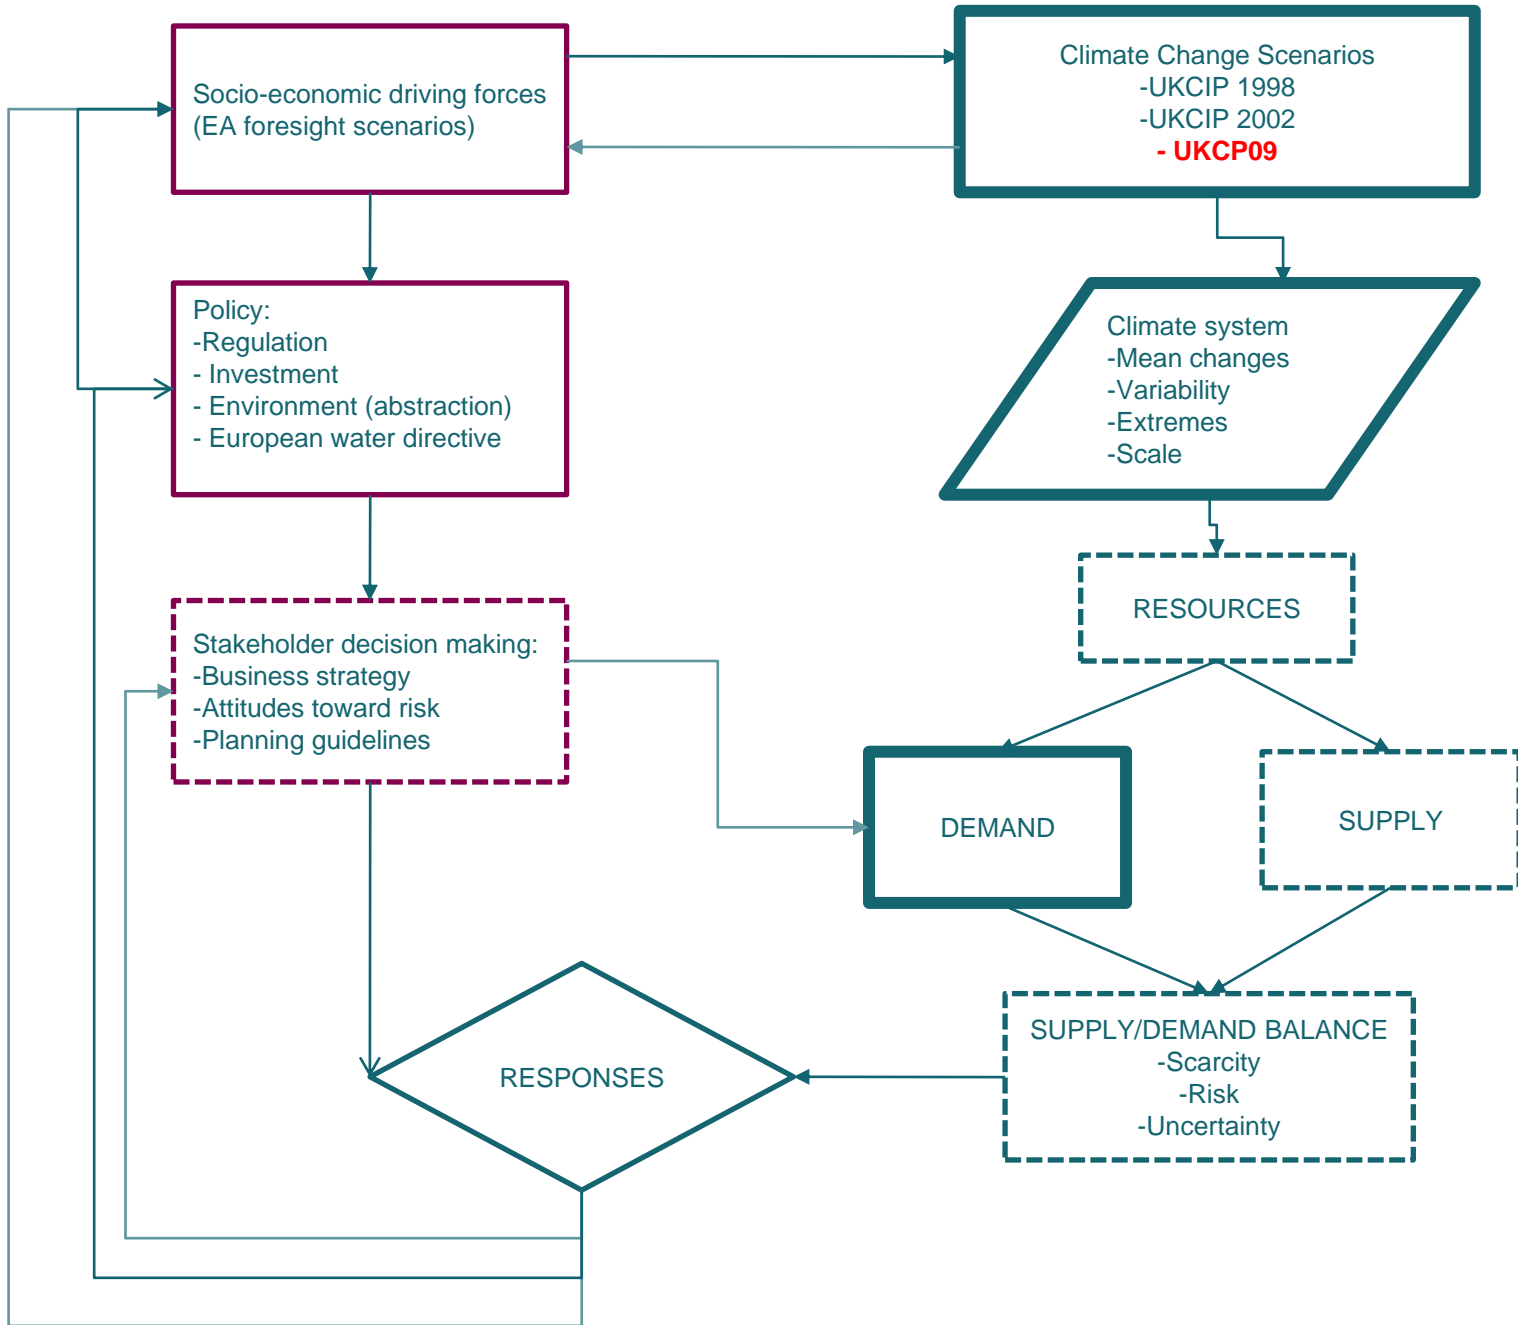 Socio-economic driving forces
(EA foresight scenarios)
Climate Change Scenarios
-UKCIP 1998
-UKCIP 2002
- UKCP09
Policy:
-Regulation
- Investment
- Environment (abstraction)
- European water directive
Climate system
-Mean changes
-Variability
-Extremes
-Scale
RESOURCES
Stakeholder decision making:
-Business strategy
-Attitudes toward risk
-Planning guidelines
DEMAND
SUPPLY
RESPONSES
SUPPLY/DEMAND BALANCE
-Scarcity
-Risk
-Uncertainty